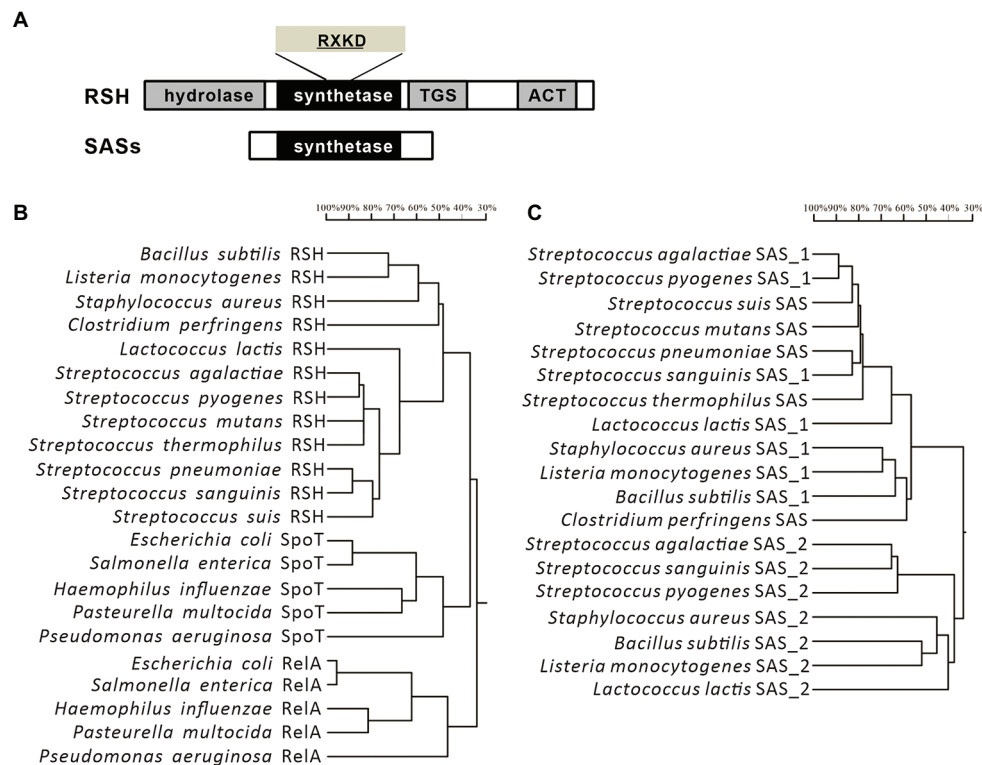 A
RXKD
RSH hydrolase synthetase TGS ACT
SASs synthetase
B
100%90% 80% 70% 60% 50% 40% 30%
Bacillus subtilis RSH
Listeria monocytogenes RSH
Staphylococcus aureus RSH
Clostridium perfringens RSH
Lactococcus lactis RSH
Streptococcus agalactiae RSH
Streptococcus pyogenes RSH
Streptococcus mutans RSH
Streptococcus thermophilus RSH
Streptococcus pneumoniae RSH
Streptococcus sanguinis RSH
Streptococcus suis RSH
Escherichia coli SpoT
Salmonella enterica SpoT
Haemophilus influenzae SpoT
Pasteurella multocida SpoT
Pseudomonas aeruginosa SpoT
Escherichia coli RelA
Salmonella enterica RelA
Haemophilus influenzae RelA
Pasteurella multocida RelA
Pseudomonas aeruginosa RelA
C
100%90% 80% 70% 60% 50% 40% 30%
Streptococcus agalactiae SAS_1
Streptococcus pyogenes SAS_1
Streptococcus suis SAS
Streptococcus mutans SAS
Streptococcus pneumoniae SAS
Streptococcus sanguinis SAS_1
Streptococcus thermophilus SAS
Lactococcus lactis SAS_1
Staphylococcus aureus SAS_1
Listeria monocytogenes SAS_1
Bacillus subtilis SAS_1
Clostridium perfringens SAS
Streptococcus agalactiae SAS_2
Streptococcus sanguinis SAS_2
Streptococcus pyogenes SAS_2
Staphylococcus aureus SAS_2
Bacillus subtilis SAS_2
Listeria monocytogenes SAS_2
Lactococcus lactis SAS_2